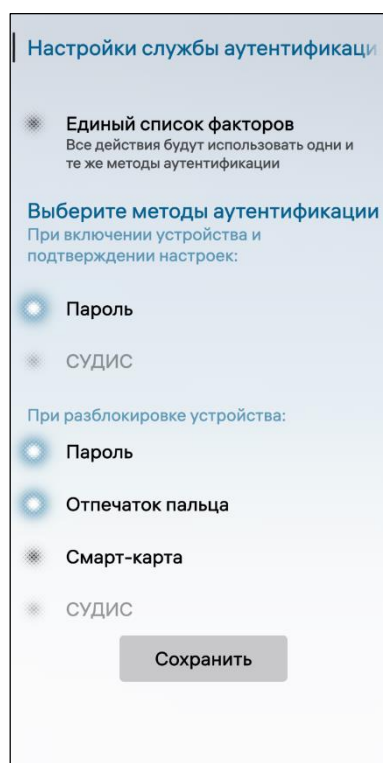 Настройки службы аутентификаци
Единый список факторов
Все действия будут использовать одни и
те же методы аутентификации
Выберите методы аутентификации
При включении устройства и
подтверждении настроек:
Пароль
СУДИС
При разблокировке устройства:
Пароль
Отпечаток пальца
Смарт-карта
СУДИС
Сохранить